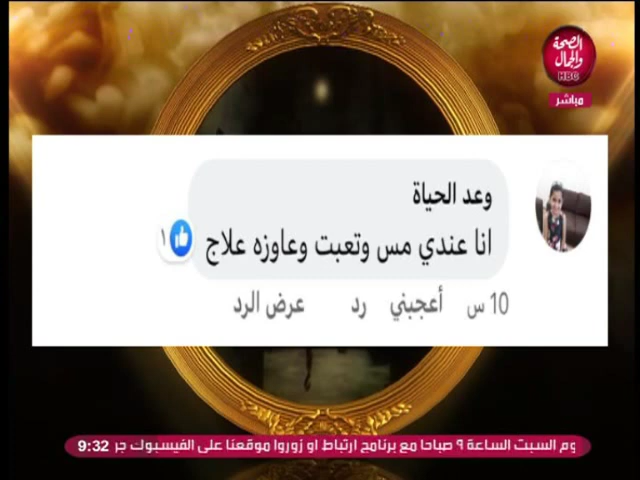 الصحة
والجمال
HBC
مباشر
وعد الحياة
انا عندي مس وتعبت وعاوزه علاج
١
10 س أعجبني رد عرض الرد
وم السبت الساعة ٩ صباحا مع برنامج ارتباط او زوروا موقعنا على الفيسبوك جر
9:32